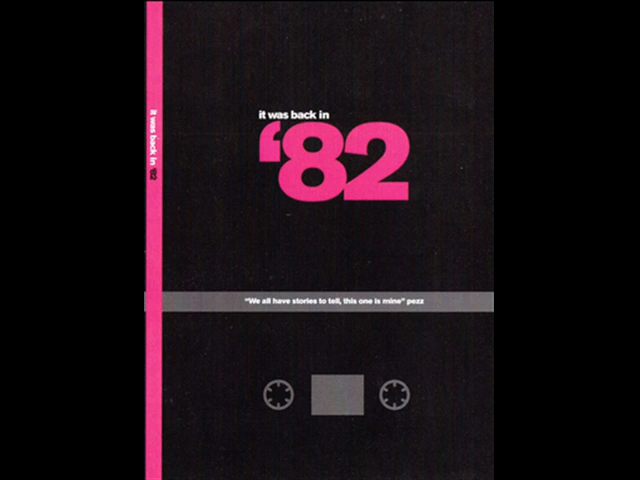 it was back in
‘82
it was back in ‘82
“We all have stories to tell, this one is mine” pezz